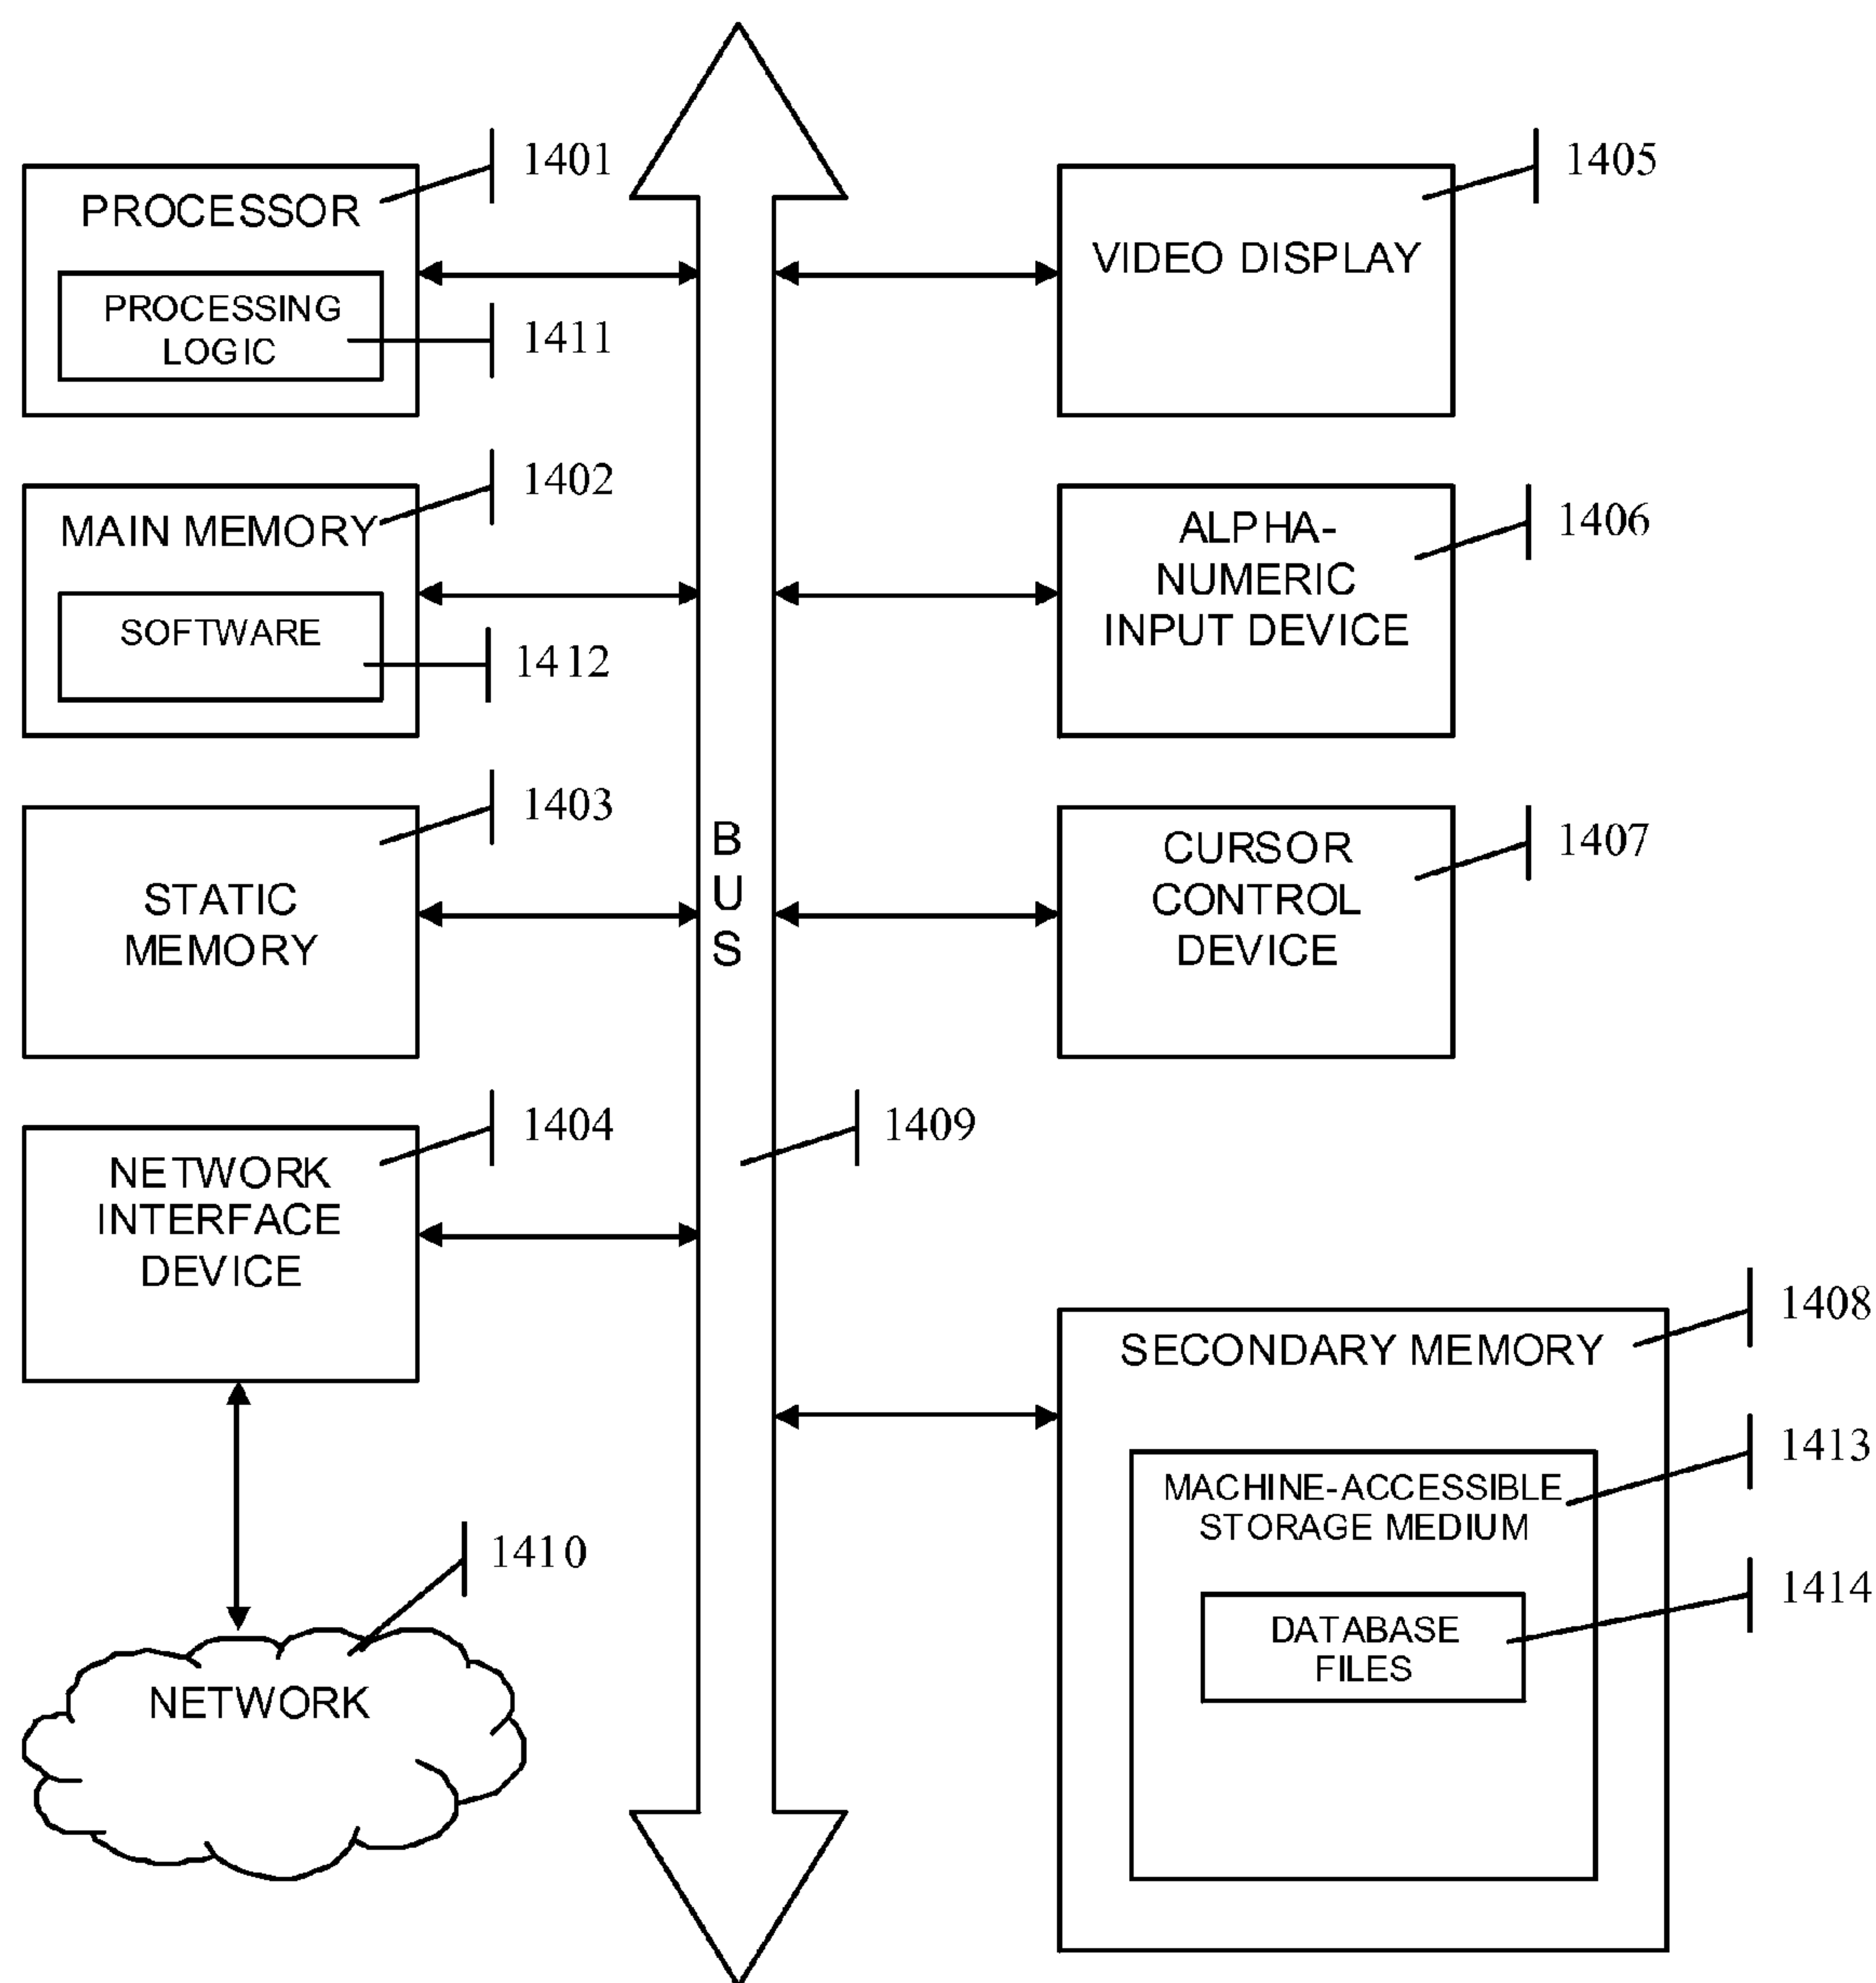 PROCESSOR
1401
PROCESSING
LOGIC
1411
MAIN MEMORY
1402
SOFTWARE
1412
STATIC
MEMORY
1403
NETWORK
INTERFACE
DEVICE
1404
NETWORK
1410
B
U
S
1409
VIDEO DISPLAY
1405
ALPHA-
NUMERIC
INPUT DEVICE
1406
CURSOR
CONTROL
DEVICE
1407
SECONDARY MEMORY
1408
MACHINE-ACCESSIBLE
STORAGE MEDIUM
1413
DATABASE
FILES
1414